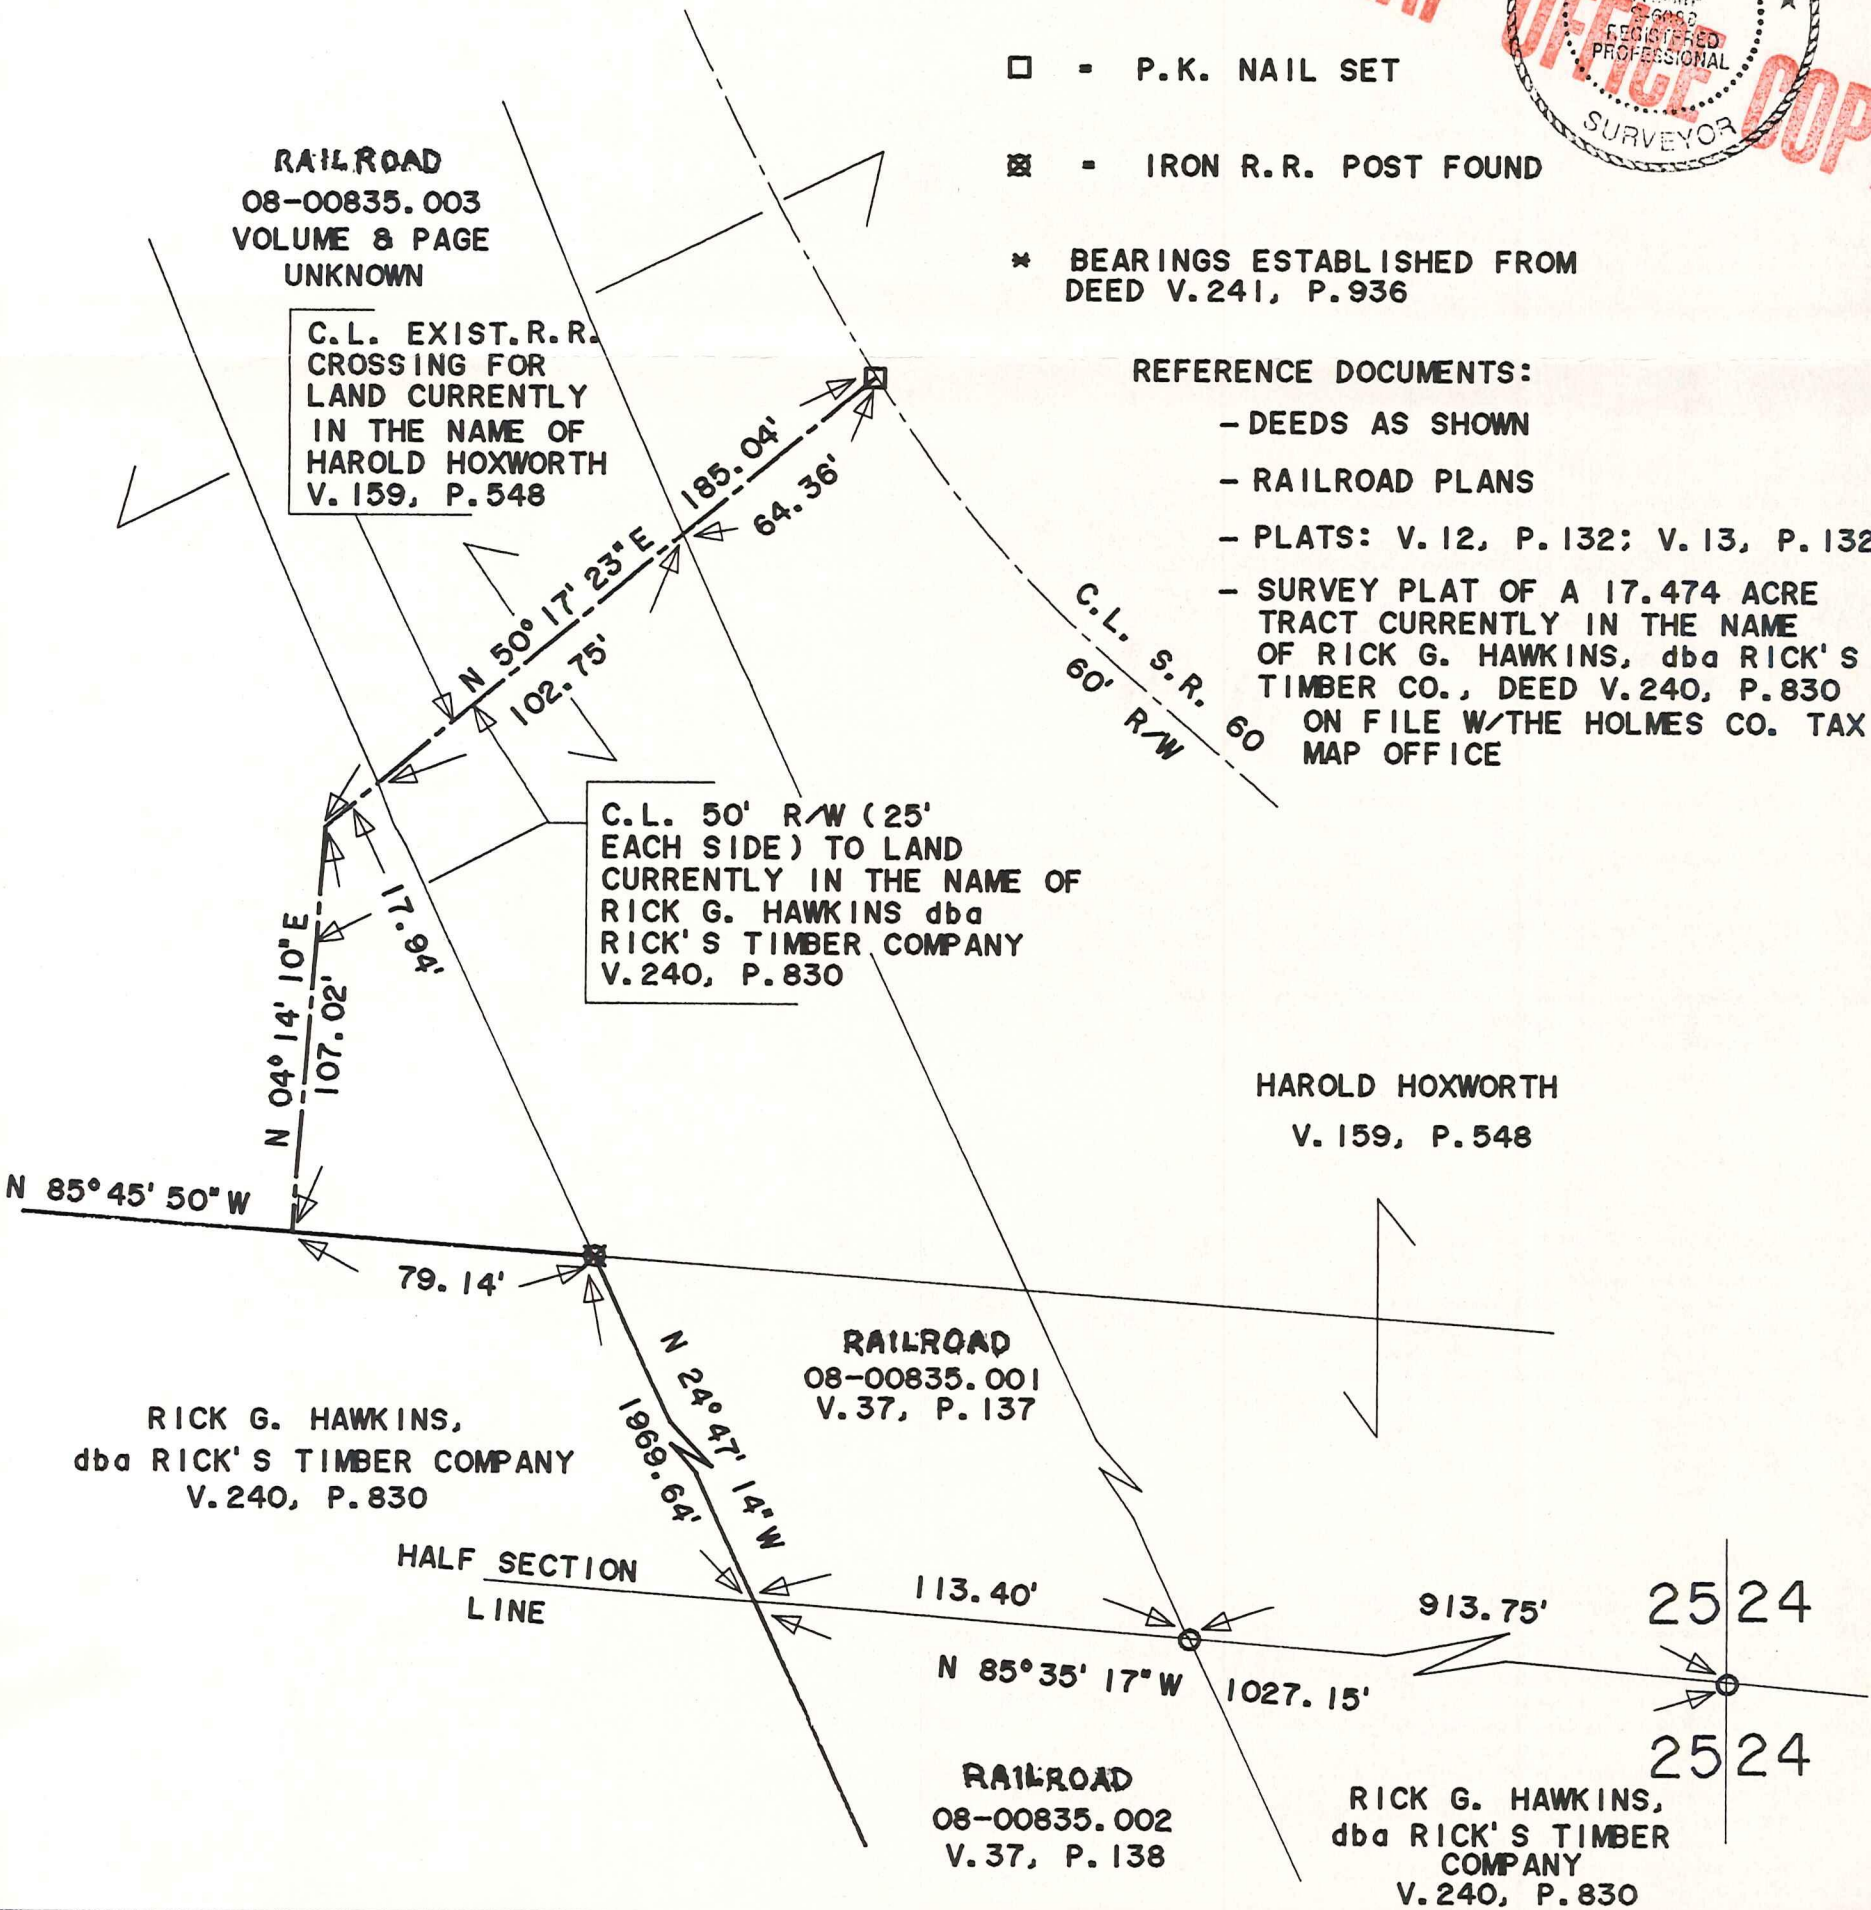 □ = P.K. NAIL SET
= IRON R.R. POST FOUND
* BEARINGS ESTABLISHED FROM
DEED V.241, P.936
REGISTERED
PROFESSIONAL
SURVEYOR
OFFICE COP
REFERENCE DOCUMENTS:
- DEEDS AS SHOWN
- RAILROAD PLANS
- PLATS: V.12, P.132; V.13, P.132
- SURVEY PLAT OF A 17.474 ACRE
TRACT CURRENTLY IN THE NAME
OF RICK G. HAWKINS, dba RICK'S
TIMBER CO., DEED V.240, P.830
ON FILE W/THE HOLMES CO. TAX
MAP OFFICE
RAILROAD
08-00835.003
VOLUME & PAGE
UNKNOWN
C.L. EXIST.R.R.
CROSSING FOR
LAND CURRENTLY
IN THE NAME OF
HAROLD HOXWORTH
V.159, P.548
185.04'
64.36'
N 50° 17' 23" E
102.75'
C.L. S.R. 60
60' R/W
C.L. 50' R/W (25'
EACH SIDE) TO LAND
CURRENTLY IN THE NAME OF
RICK G. HAWKINS dba
RICK'S TIMBER COMPANY
V.240, P.830
17.94'
N 04° 14' 10" E
107.02'
HAROLD HOXWORTH
V.159, P.548
N 85° 45' 50" W
79.14'
N 24° 47' 14" W
1969.64'
RAILROAD
08-00835.001
V.37, P.137
RICK G. HAWKINS,
dba RICK'S TIMBER COMPANY
V.240, P.830
HALF SECTION
LINE
113.40'
913.75'
N 85° 35' 17" W 1027.15'
25 24
25 24
RAILROAD
08-00835.002
V.37, P.138
RICK G. HAWKINS,
dba RICK'S TIMBER
COMPANY
V.240, P.830